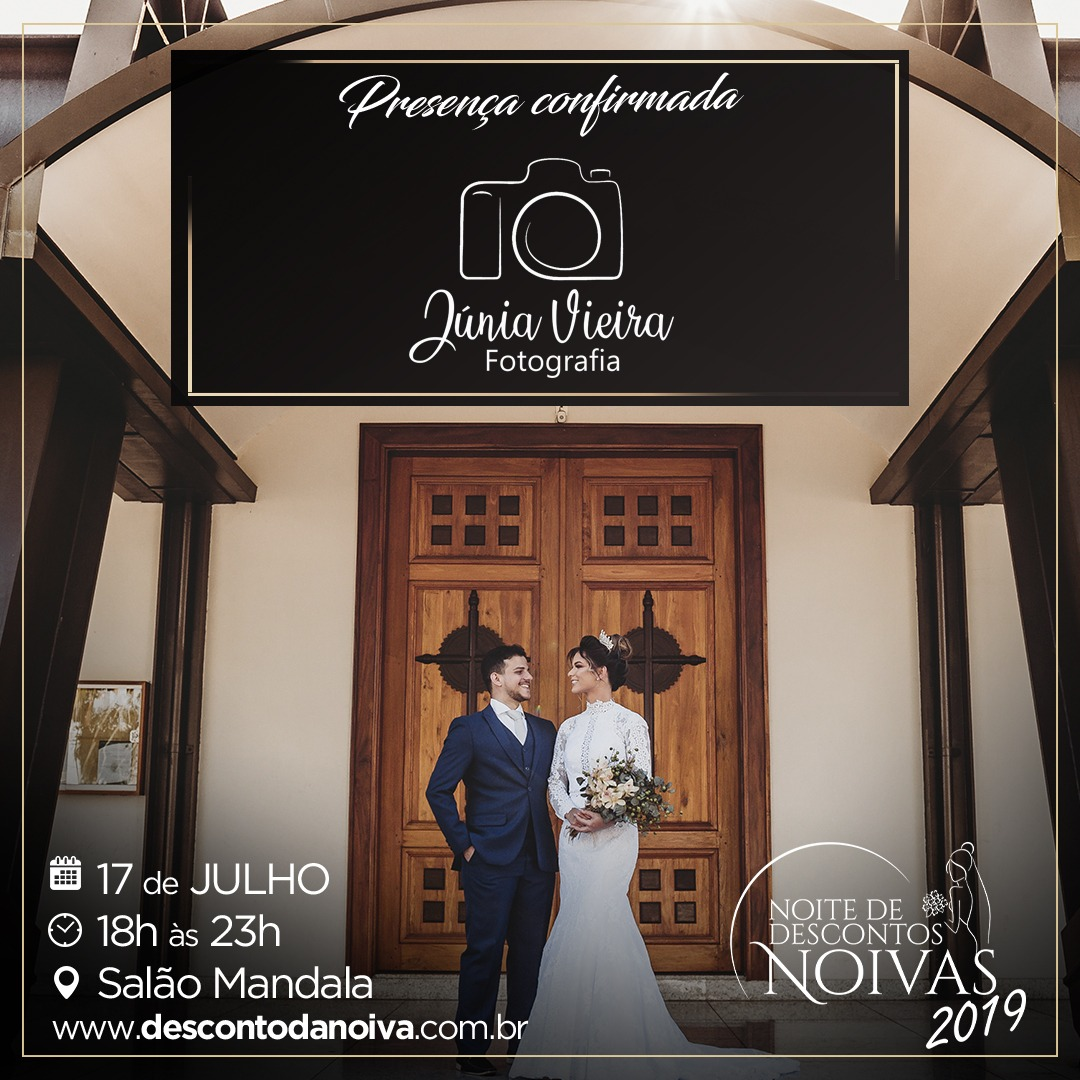 Presença confirmada
Júnia Vieira
Fotografia
17 de JULHO
18h às 23h
Salão Mandala
www.descontodanoiva.com.br
NOITE DE
DESCONTOS
NOIVAS
2019